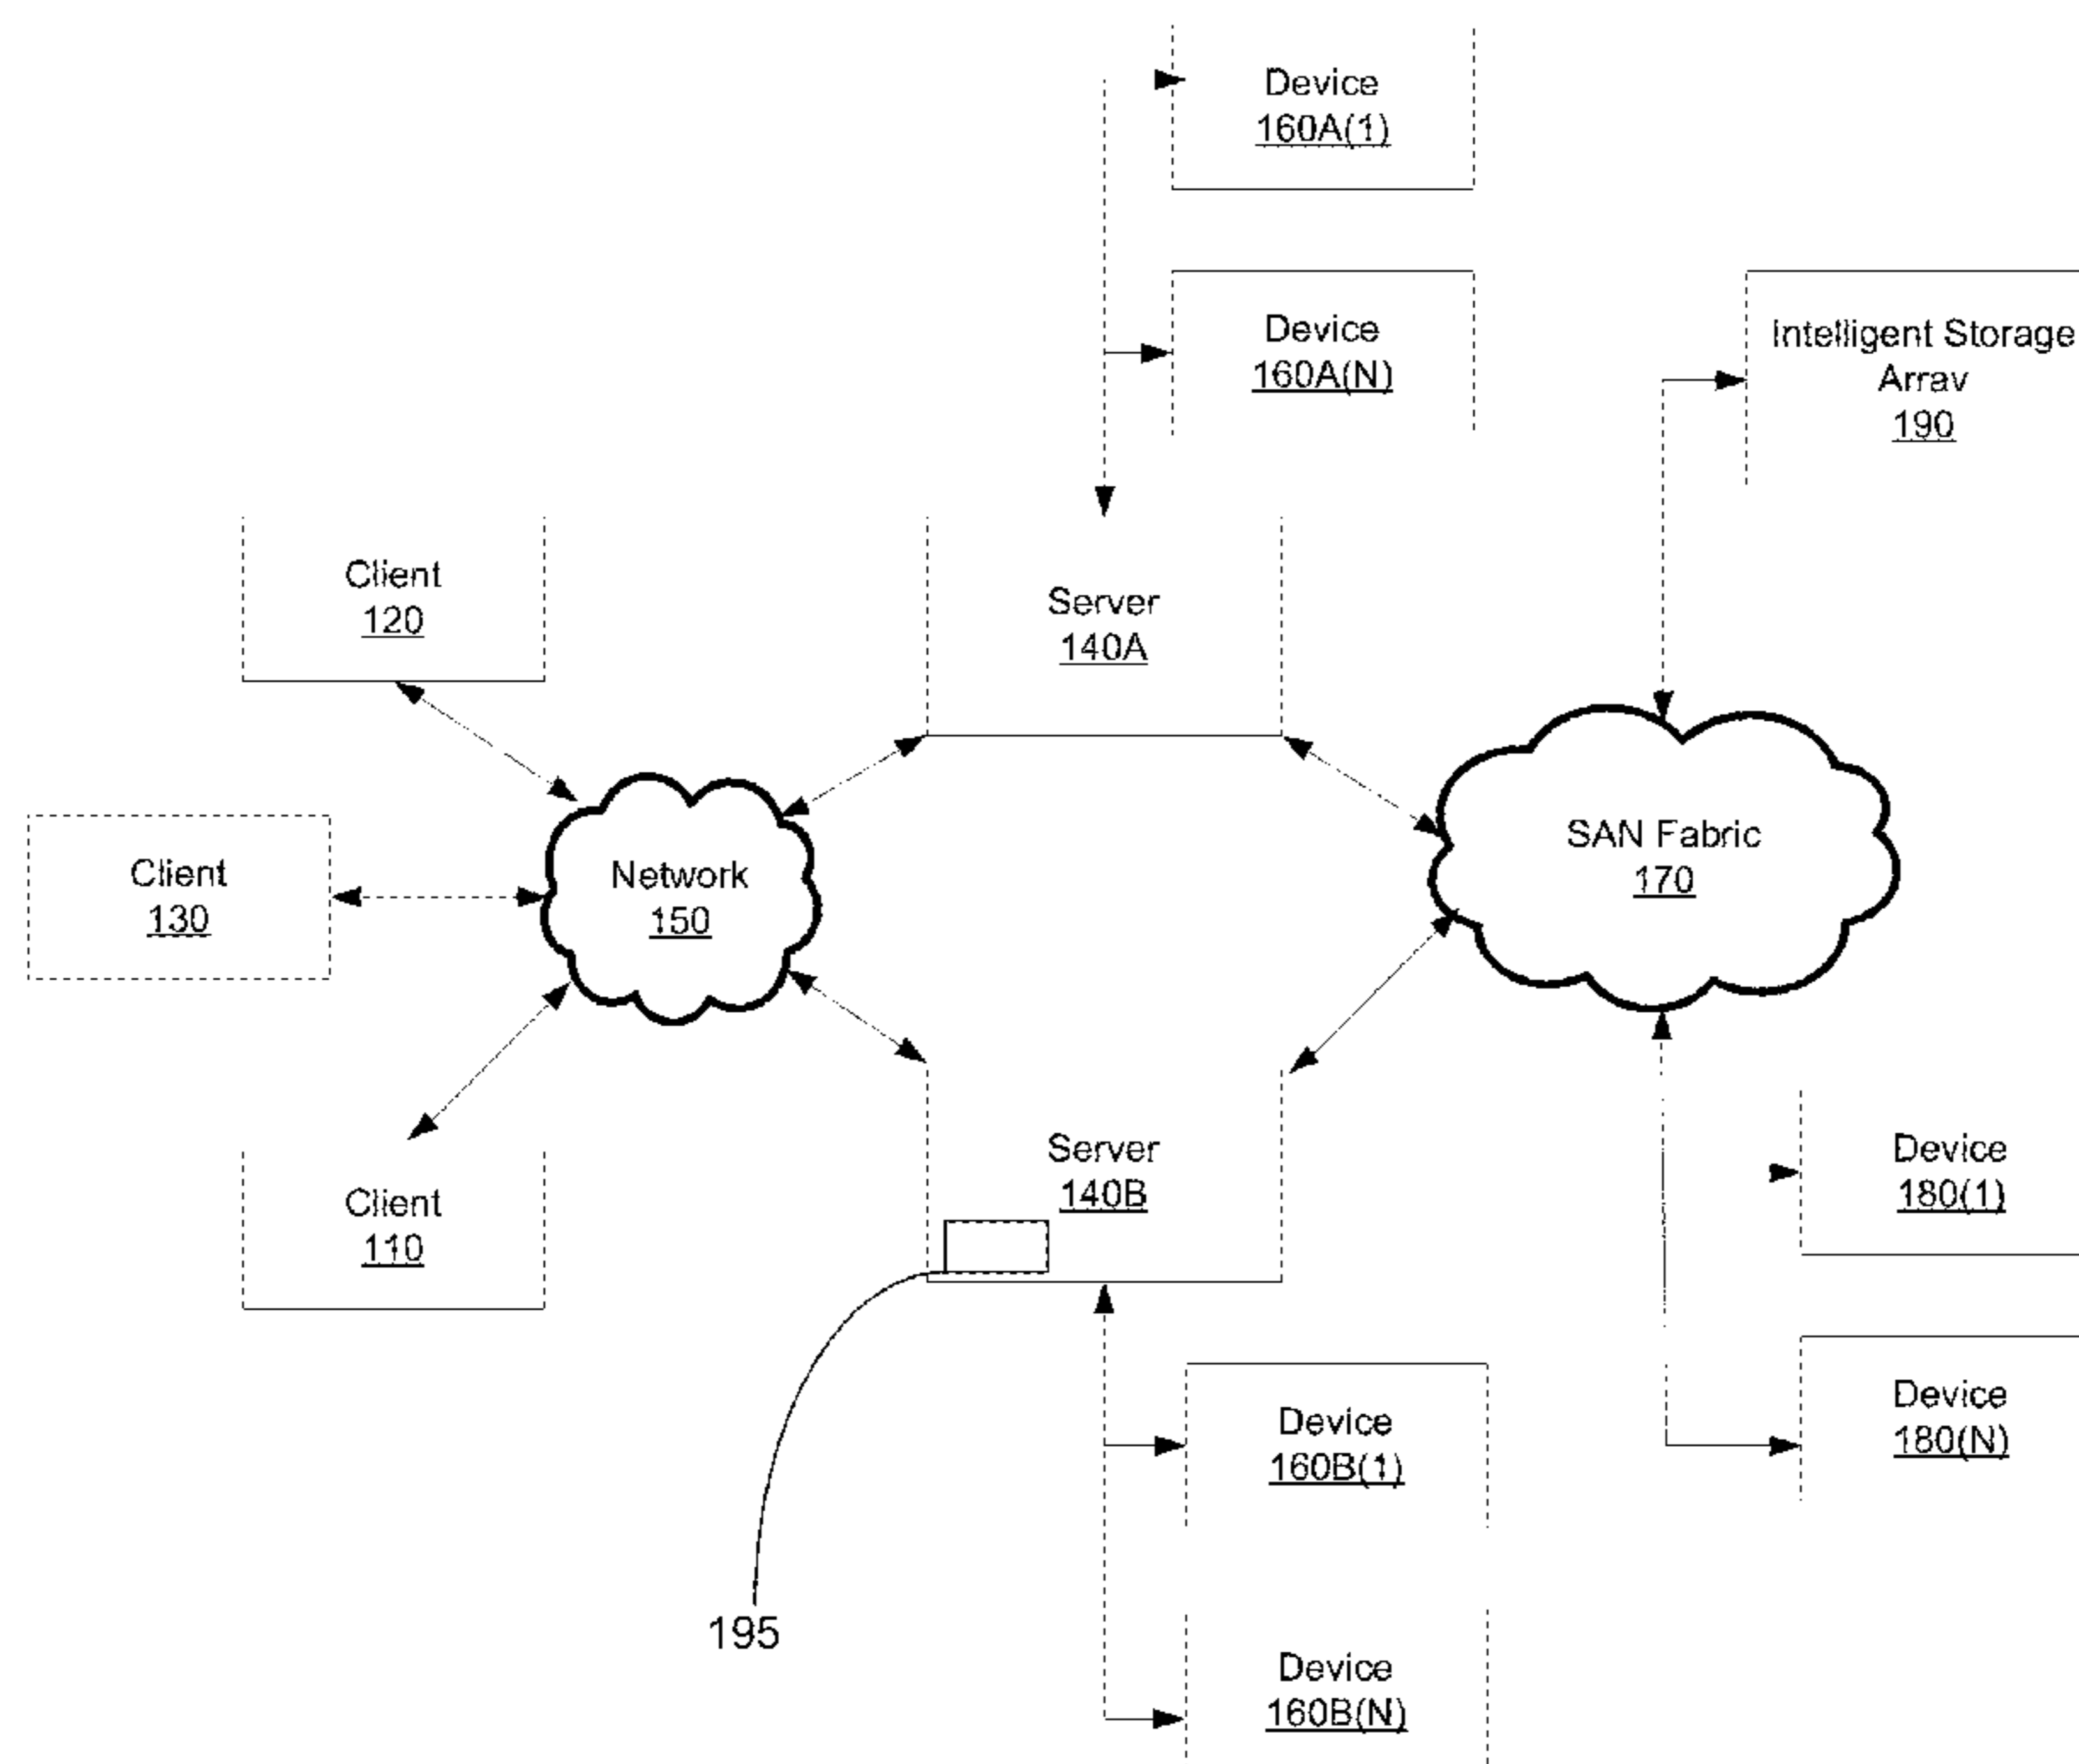 Device
160A(1)
Device
160A(N)
Intelligent Storage
Array
190
Client
120
Server
140A
Client
130
Network
150
SAN Fabric
170
Client
110
Server
140B
Device
180(1)
Device
180(N)
Device
160B(1)
195
Device
160B(N)